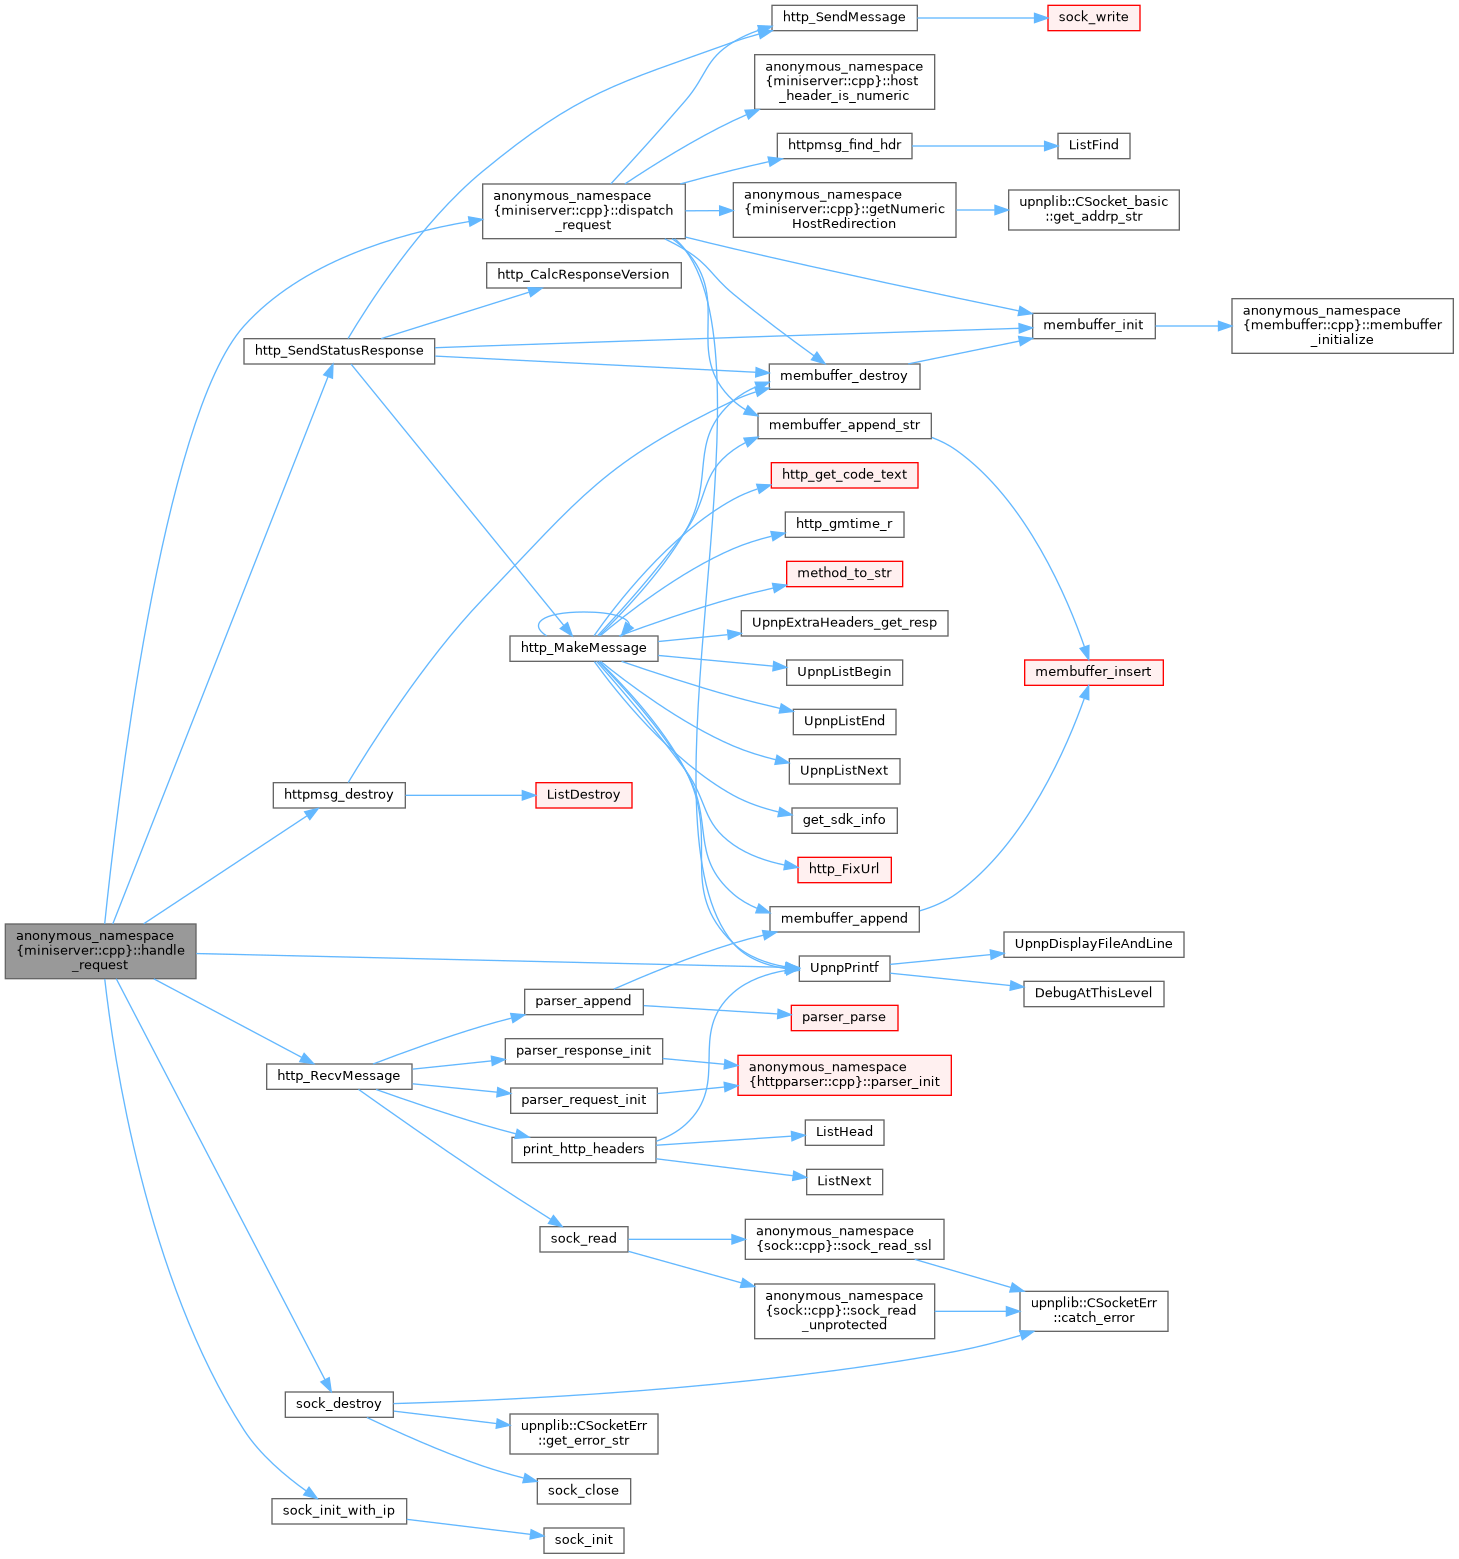 http_SendMessage
sock_write
anonymous_namespace
{miniserver::cpp}::host
_header_is_numeric
httpmsg_find_hdr
ListFind
anonymous_namespace
{miniserver::cpp}::dispatch
_request
anonymous_namespace
{miniserver::cpp}::getNumeric
HostRedirection
upnplib::CSocket_basic
::get_addrp_str
http_CalcResponseVersion
membuffer_init
anonymous_namespace
{membuffer::cpp}::membuffer
_initialize
http_SendStatusResponse
membuffer_destroy
membuffer_append_str
http_get_code_text
http_gmtime_r
method_to_str
UpnpExtraHeaders_get_resp
http_MakeMessage
UpnpListBegin
membuffer_insert
UpnpListEnd
UpnpListNext
httpmsg_destroy
ListDestroy
get_sdk_info
http_FixUrl
membuffer_append
anonymous_namespace
{miniserver::cpp}::handle
_request
UpnpDisplayFileAndLine
UpnpPrintf
DebugAtThisLevel
parser_append
parser_parse
parser_response_init
http_RecvMessage
anonymous_namespace
{httpparser::cpp}::parser_init
parser_request_init
ListHead
print_http_headers
ListNext
sock_read
anonymous_namespace
{sock::cpp}::sock_read_ssl
anonymous_namespace
{sock::cpp}::sock_read
_unprotected
upnplib::CSocketErr
::catch_error
sock_destroy
upnplib::CSocketErr
::get_error_str
sock_close
sock_init_with_ip
sock_init